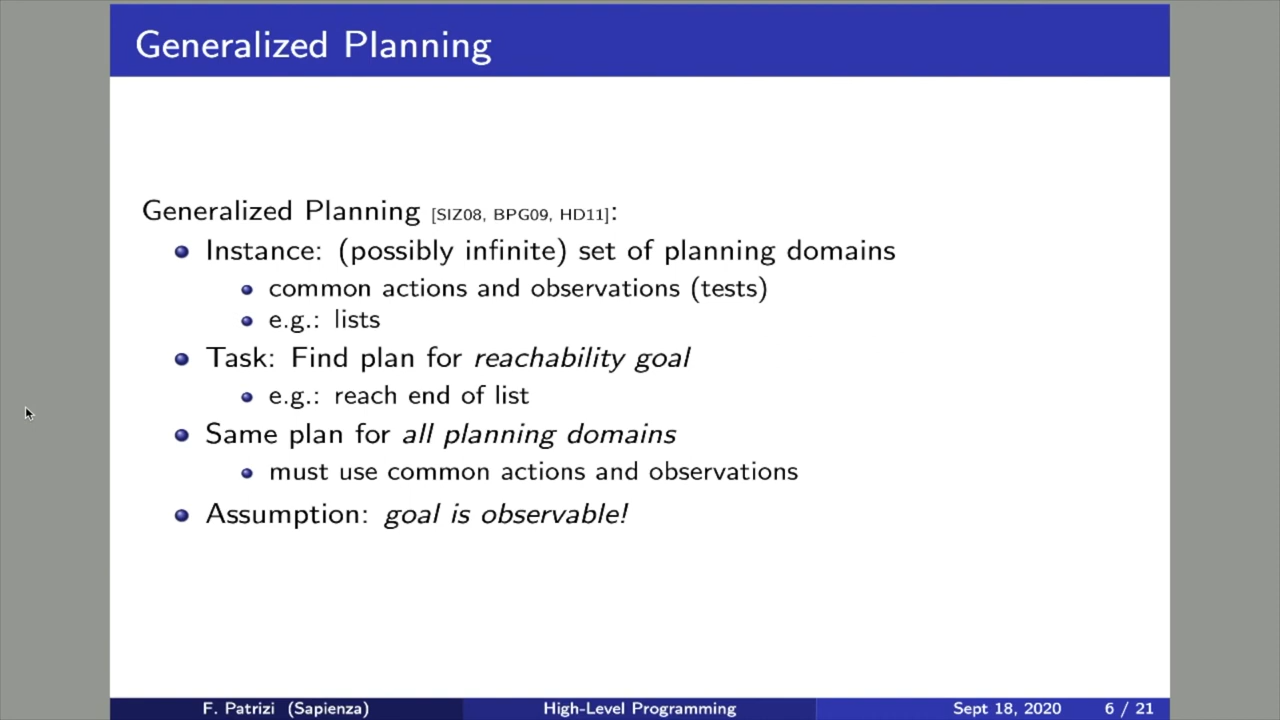 Generalized Planning
Generalized Planning [SIZ08, BPG09, HD11]:
Instance: (possibly infinite) set of planning domains
common actions and observations (tests)
e.g.: lists
Task: Find plan for reachability goal
e.g.: reach end of list
Same plan for all planning domains
must use common actions and observations
Assumption: goal is observable!
F. Patrizi (Sapienza) High-Level Programming Sept 18, 2020 6 / 21